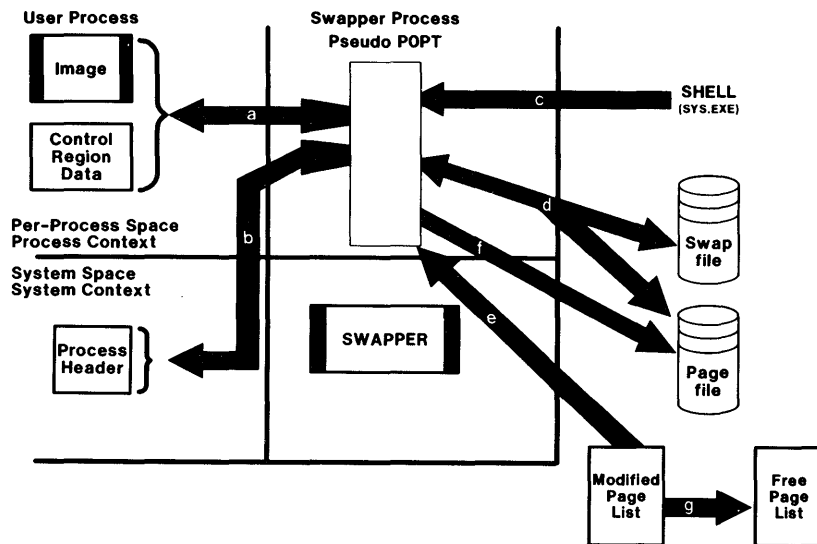 User Process
Swapper Process
Pseudo POPT
Image
Control
Region
Data
a
c
SHELL
(SYS.EXE)
b
d
f
Per-Process Space
Process Context
System Space
System Context
Swap
file
e
SWAPPER
Process
Header
Page
file
Modified
Page
List
g
Free
Page
List